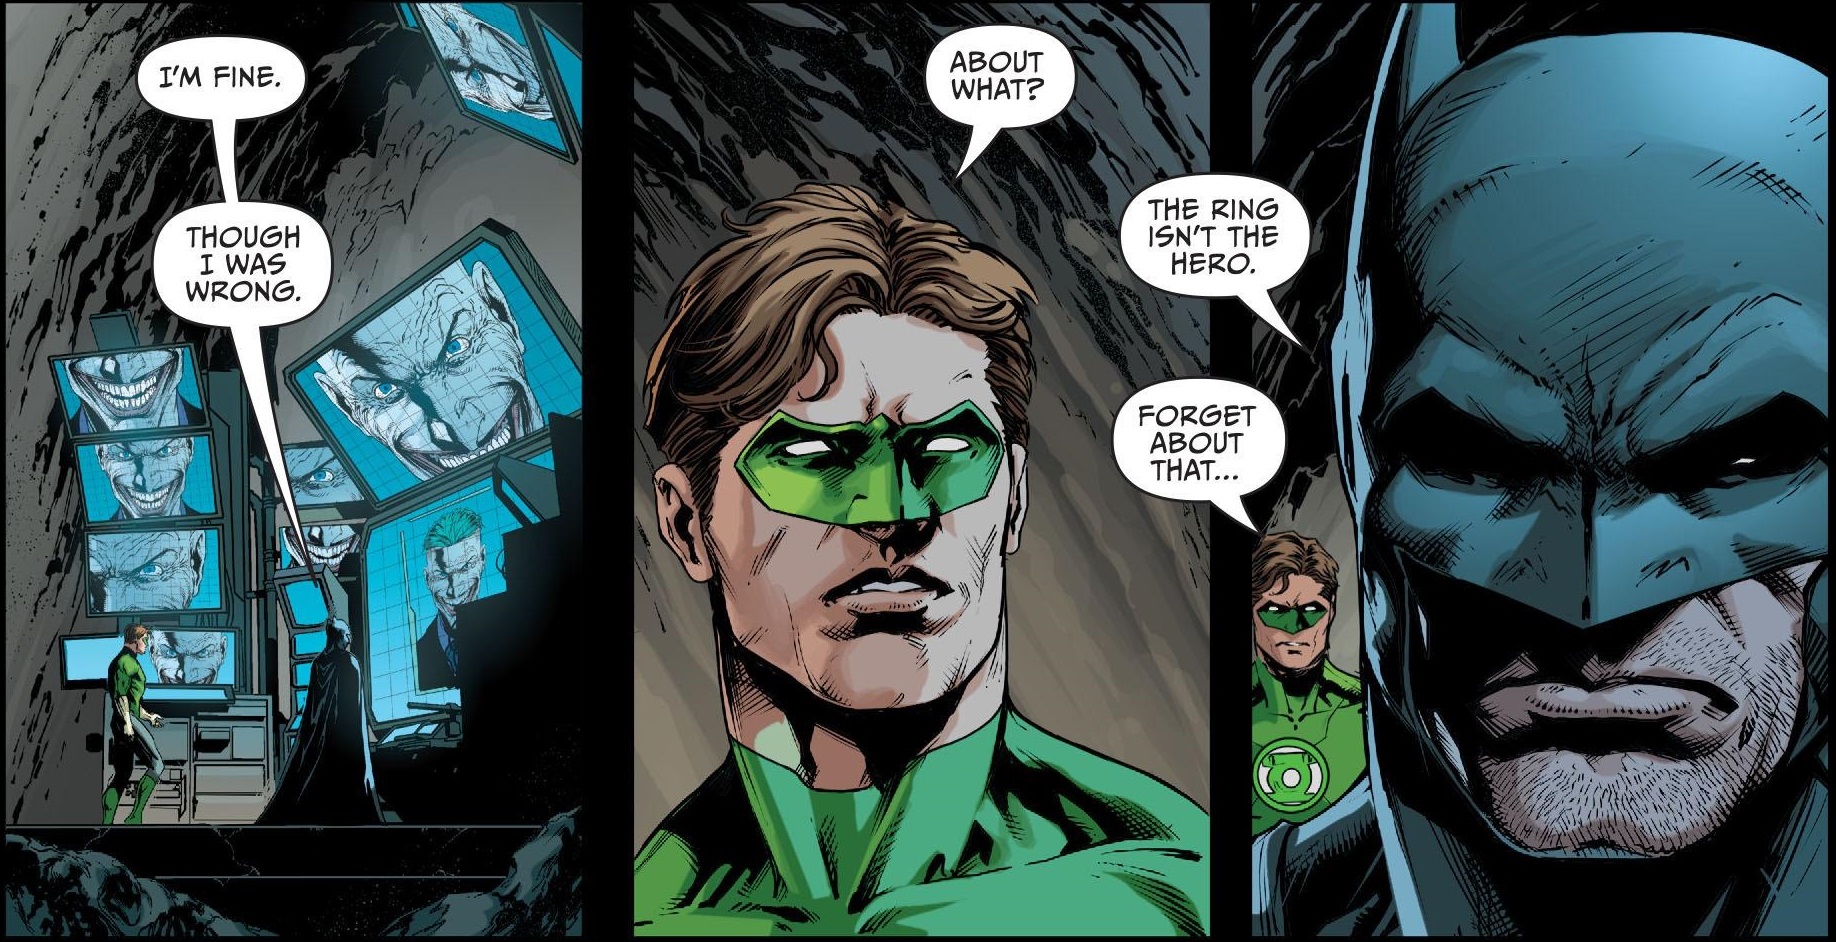 I'M FINE.
THOUGH
I WAS
WRONG.
ABOUT
WHAT?
THE RING
ISN'T THE
HERO.
FORGET
ABOUT
THAT...